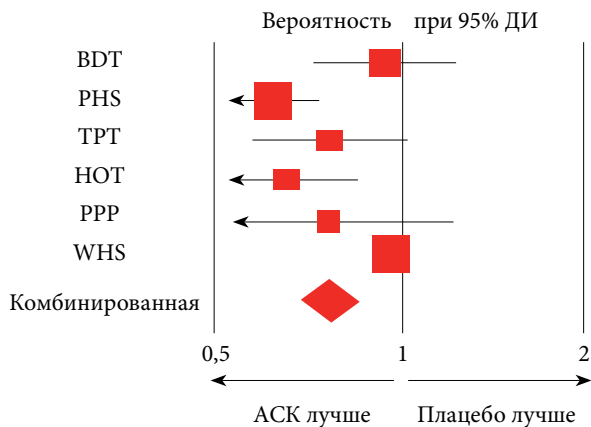 Вероятность при 95% ДИ
BDT
PHS
TPT
HOT
PPP
WHS
Комбинированная
0,5 1 2
АСК лучше Плацебо лучше